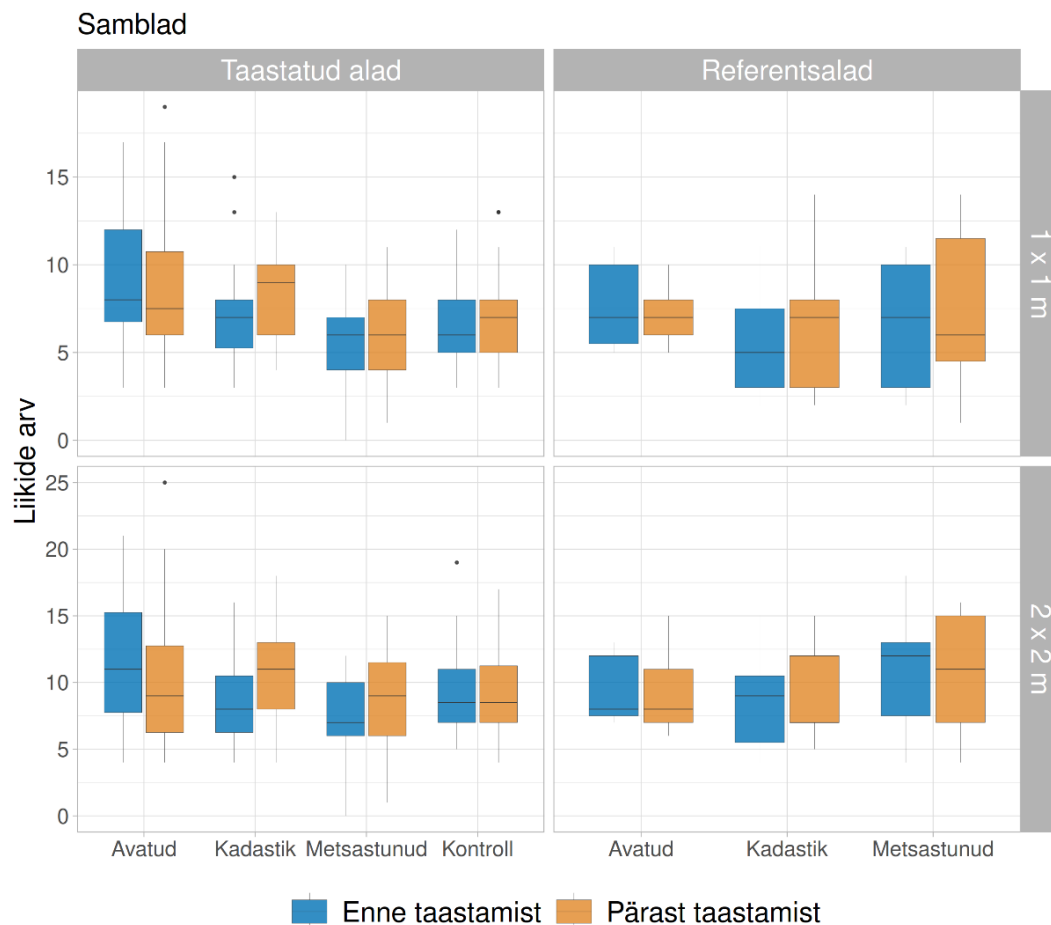 Samblad
Taastatud alad
Referentsalad
Liikide arv
15
10
5
0
1 x 1 m
25
20
15
10
5
0
2 x 2 m
Avatud Kadastik Metsastunud Kontroll
Avatud Kadastik Metsastunud
Enne taastamist Pärast taastamist